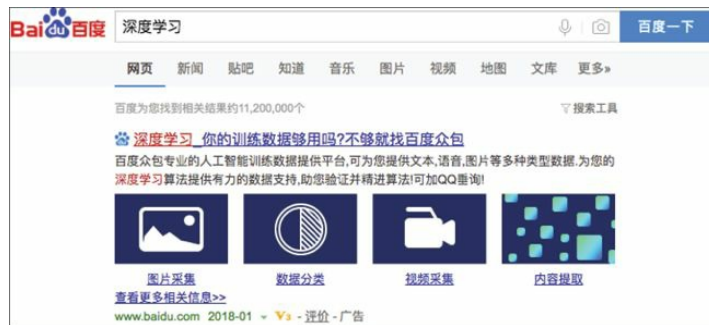 Bai du 百度 深度学习 百度一下
网页 新闻 贴吧 知道 音乐 图片 视频 地图 文库 更多»
百度为您找到相关结果约11,200,000个 搜索工具
深度学习_你的训练数据够用吗?不够就找百度众包
百度众包专业的人工智能训练数据提供平台,可为您提供文本,语音,图片等多种类型数据.为您的
深度学习算法提供有力的数据支持,助您验证并精进算法!可加QQ垂询!
图片采集 数据分类 视频采集 内容提取
查看更多相关信息>>
www.baidu.com 2018-01 V3 - 评价 - 广告